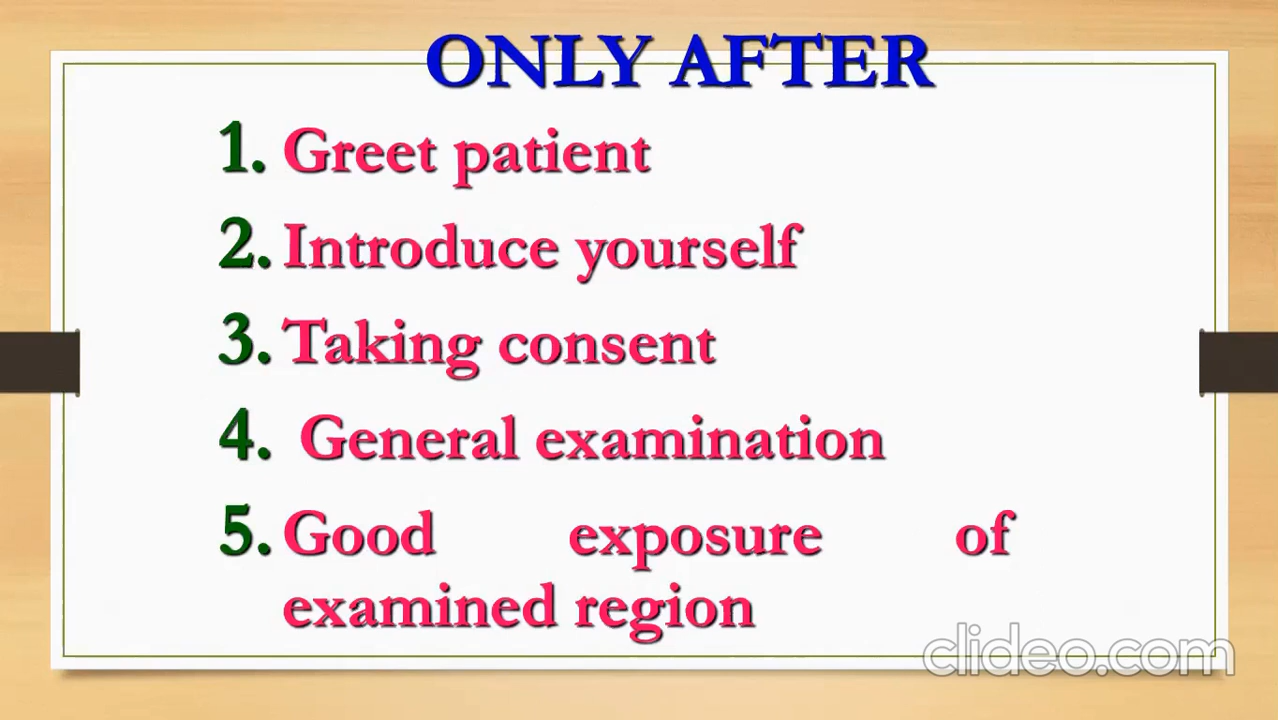 ONLY AFTER
1. Greet patient
2. Introduce yourself
3. Taking consent
4. General examination
5. Good exposure of
examined region
clideo.com